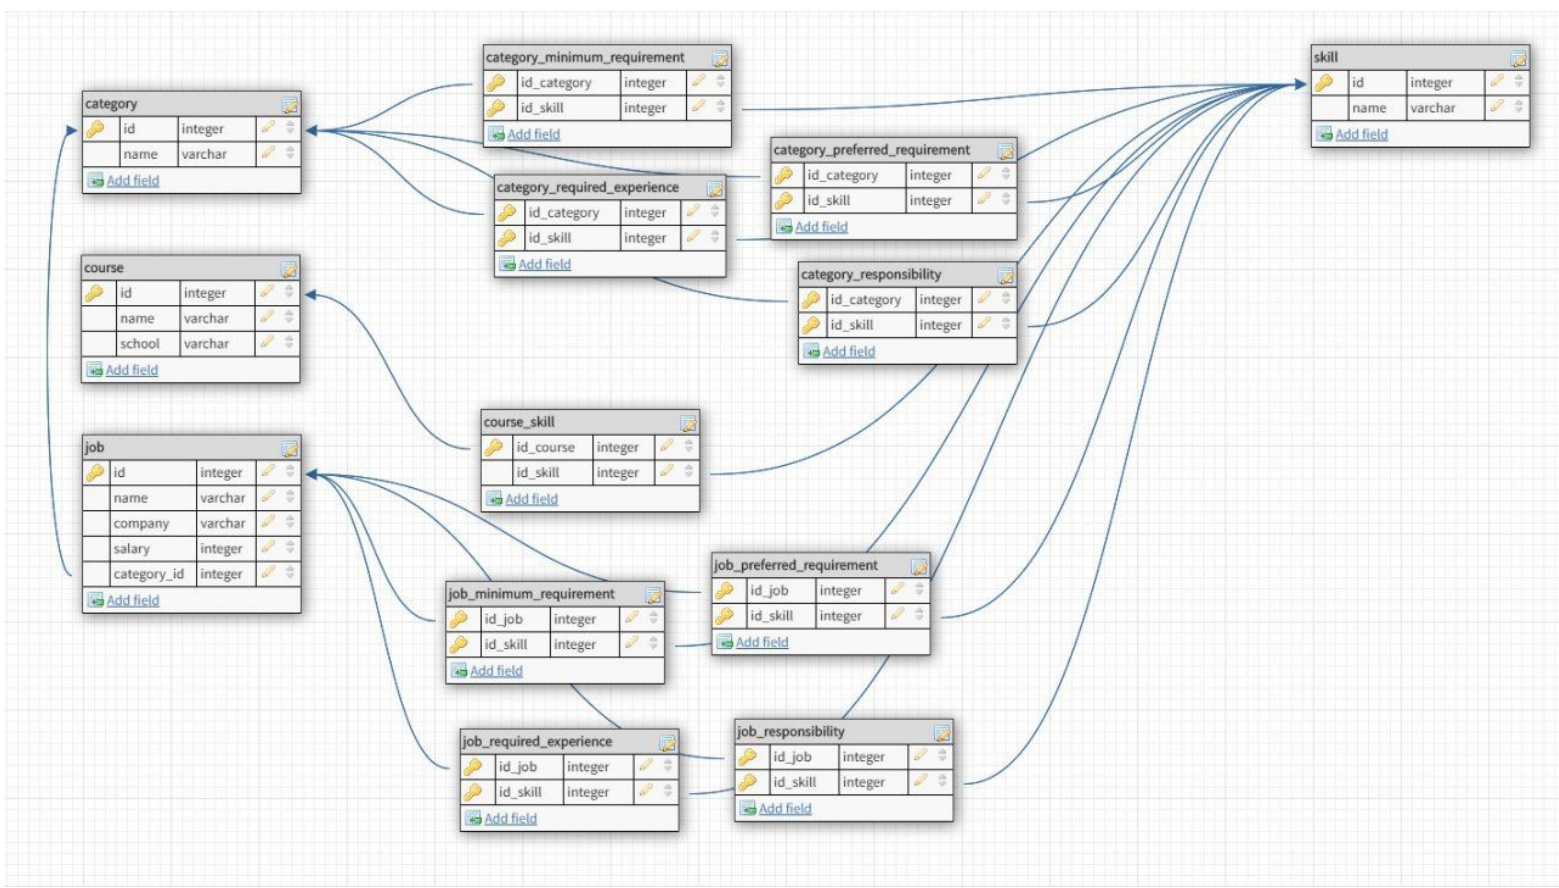 category
id integer
name varchar
Add field
course
id integer
name varchar
school varchar
Add field
job
id integer
name varchar
company varchar
salary integer
category_id integer
Add field
category_minimum_requirement
id_category integer
id_skill integer
Add field
category_required_experience
id_category integer
id_skill integer
Add field
category_preferred_requirement
id_category integer
id_skill integer
Add field
category_responsibility
id_category integer
id_skill integer
Add field
course_skill
id_course integer
id_skill integer
Add field
job_minimum_requirement
id_job integer
id_skill integer
Add field
job_preferred_requirement
id_job integer
id_skill integer
Add field
job_required_experience
id_job integer
id_skill integer
Add field
job_responsibility
id_job integer
id_skill integer
Add field
skill
id integer
name varchar
Add field